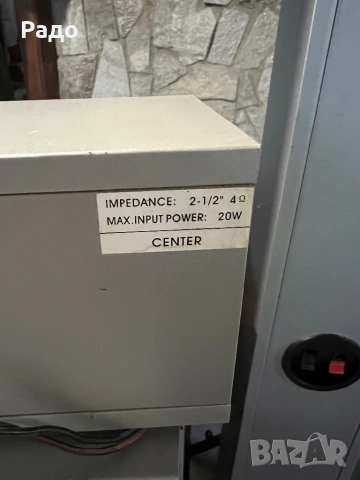 Радо
IMPEDANCE: 2-1/2" 4Ω
MAX.INPUT POWER: 20W
CENTER
BAZAR